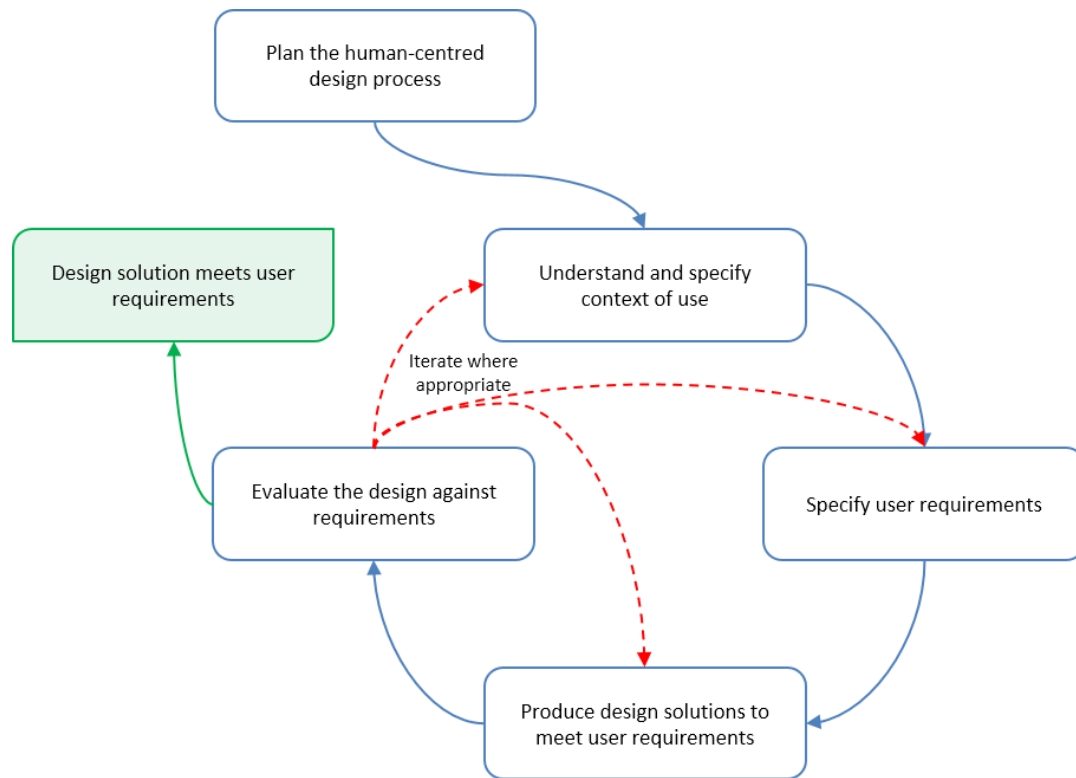 Plan the human-centred
design process
Design solution meets user
requirements
Understand and specify
context of use
Iterate where
appropriate
Evaluate the design against
requirements
Specify user requirements
Produce design solutions to
meet user requirements